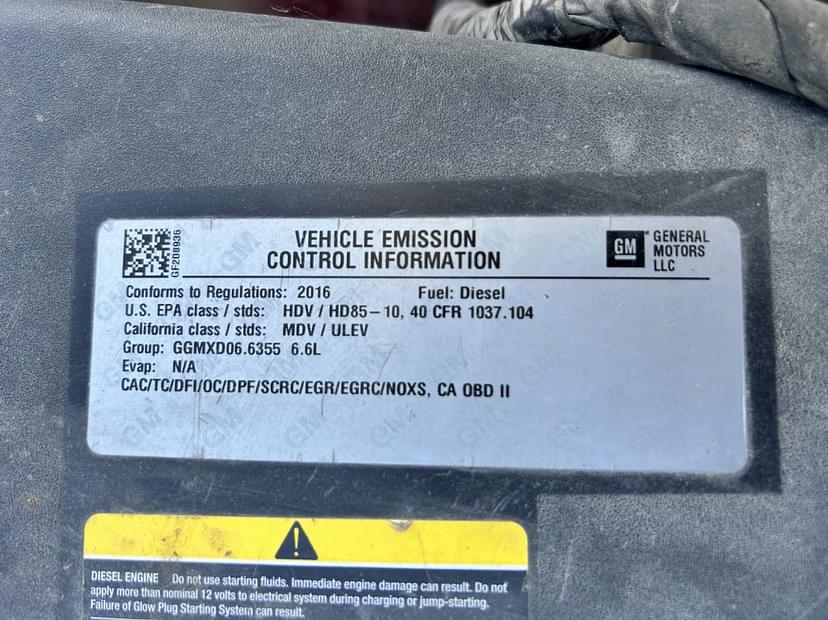 GF208935
VEHICLE EMISSION
CONTROL INFORMATION
GM
GENERAL
MOTORS
LLC
Conforms to Regulations: 2016 Fuel: Diesel
U.S. EPA class / stds: HDV / HD85-10, 40 CFR 1037.104
California class / stds: MDV / ULEV
Group: GGMXD06.6355 6.6L
Evap: N/A
CAC/TC/DFI/OC/DPF/SCRC/EGR/EGRC/NOXS, CA OBD II
DIESEL ENGINE Do not use starting fluids. Immediate engine damage can result. Do not
apply more than nominal 12 volts to electrical system during charging or jump-starting.
Failure of Glow Plug Starting System can result.